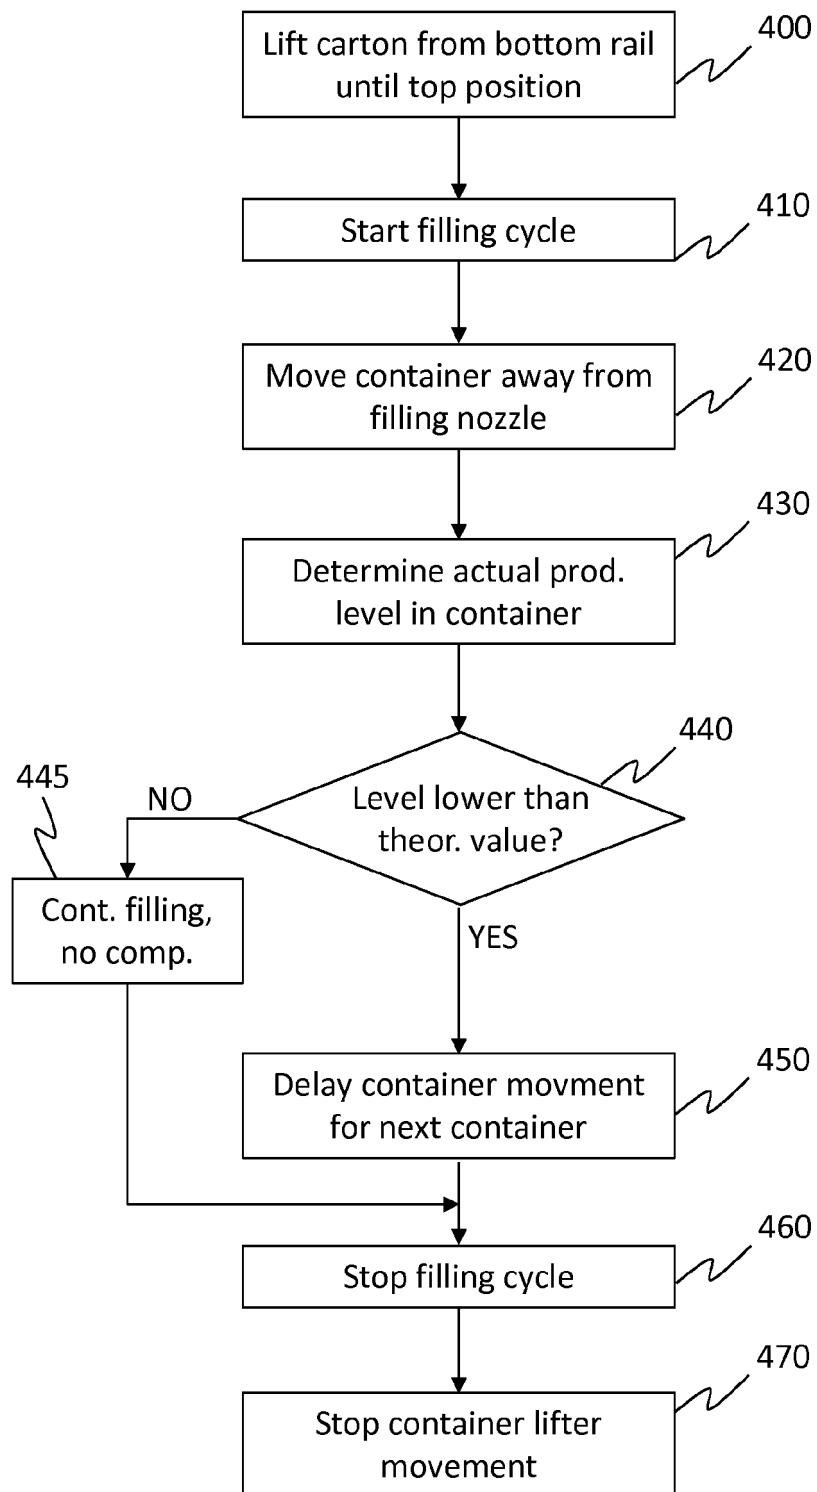 Lift carton from bottom rail
until top position
400
Start filling cycle
410
Move container away from
filling nozzle
420
Determine actual prod.
level in container
430
Level lower than
theor. value?
440
NO
445
Cont. filling,
no comp.
YES
Delay container movment
for next container
450
Stop filling cycle
460
Stop container lifter
movement
470